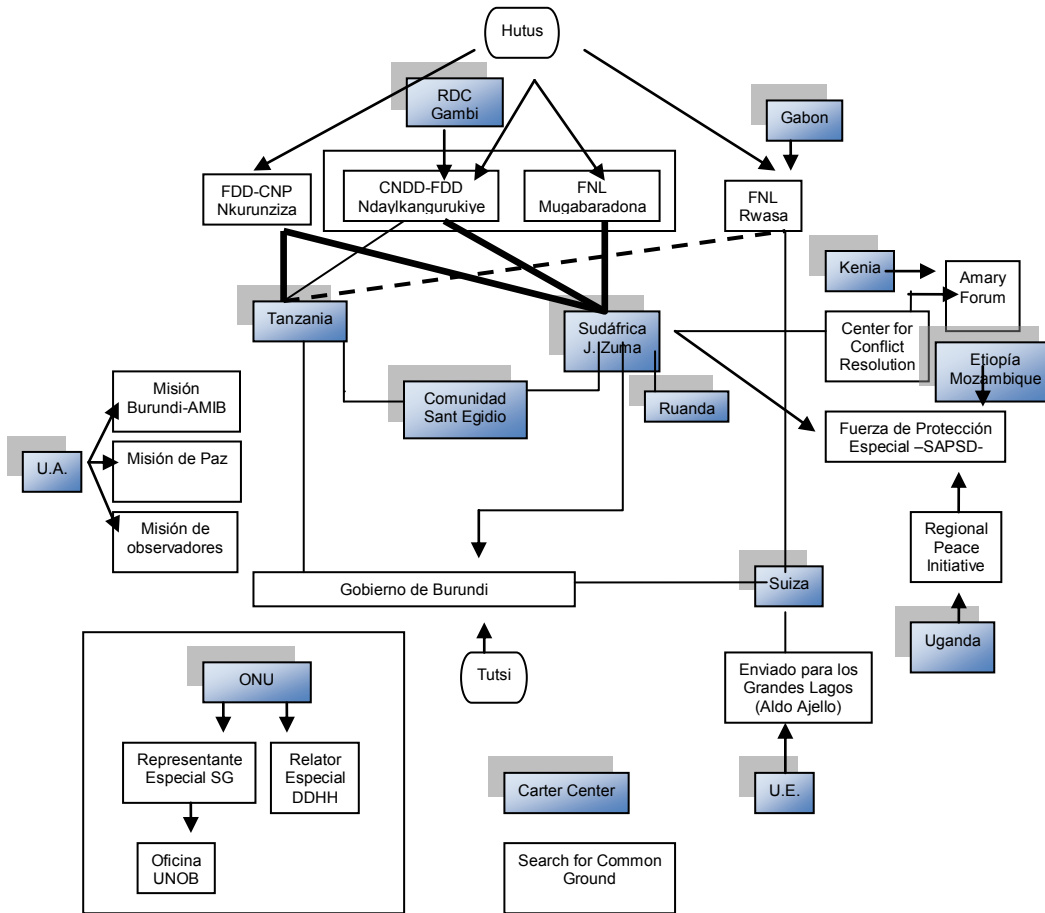 Hutus
RDC
Gambi
Gabon
FDD-CNP
Nkurunziza
CNDD-FDD
Ndaylkangurukiye
FNL
Mugabaradona
FNL
Rwasa
Kenia
Amary
Forum
Tanzania
Sudáfrica
J. Zuma
Center for
Conflict
Resolution
Etiopía
Mozambique
Misión
Burundi-AMIB
Comunidad
Sant Egidio
Ruanda
Fuerza de Protección
Especial –SAPSD-
U.A.
Misión de Paz
Misión de
observadores
Regional
Peace
Initiative
Gobierno de Burundi
Suiza
Uganda
Tutsi
Enviado para los
Grandes Lagos
(Aldo Ajello)
ONU
Representante
Especial SG
Relator
Especial
DDHH
Carter Center
U.E.
Oficina
UNOB
Search for Common
Ground